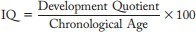 IQ = Development Quotient / Chronological Age × 100